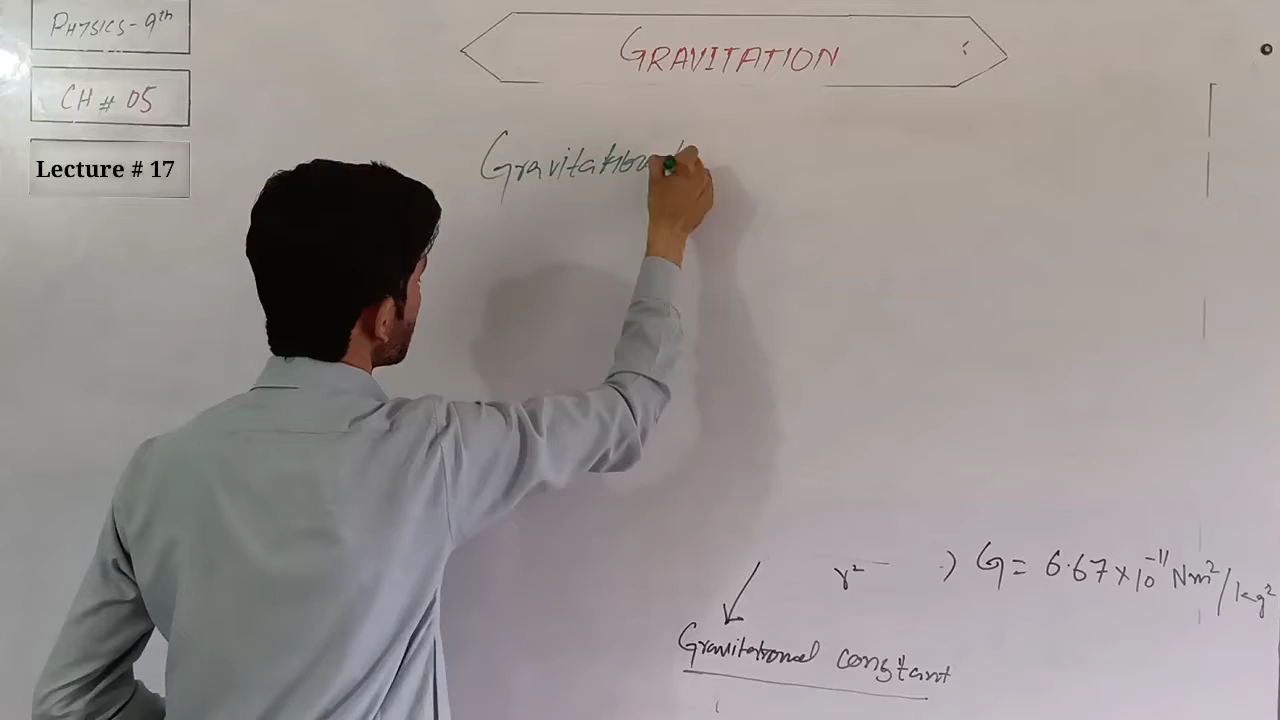 PHYSICS - 9th
CH # 05
Lecture # 17
GRAVITATION
Gravitational
r²
G = 6.67 × 10⁻¹¹ Nm²/kg²
Gravitational constant